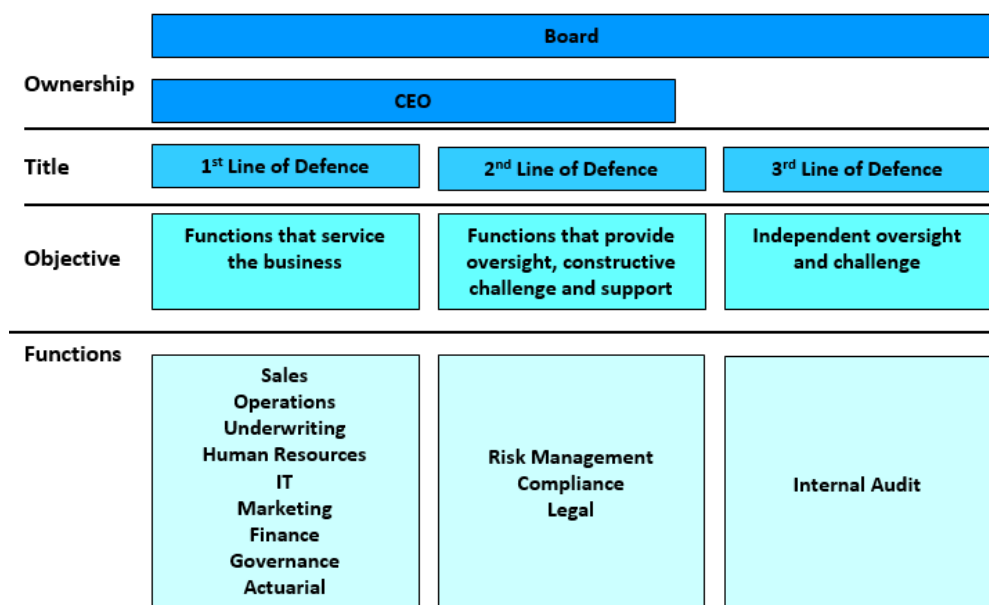 Board
Ownership
CEO
Title
1st Line of Defence
2nd Line of Defence
3rd Line of Defence
Objective
Functions that service
the business
Functions that provide
oversight, constructive
challenge and support
Independent oversight
and challenge
Functions
Sales
Operations
Underwriting
Human Resources
IT
Marketing
Finance
Governance
Actuarial
Risk Management
Compliance
Legal
Internal Audit